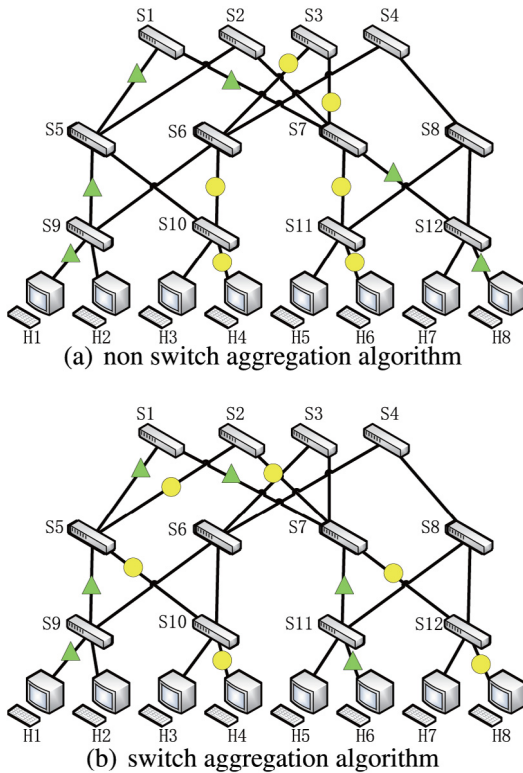 S1 S2 S3 S4
S5 S6 S7 S8
S9 S10 S11 S12
H1 H2 H3 H4 H5 H6 H7 H8
(a) non switch aggregation algorithm
S1 S2 S3 S4
S5 S6 S7 S8
S9 S10 S11 S12
H1 H2 H3 H4 H5 H6 H7 H8
(b) switch aggregation algorithm